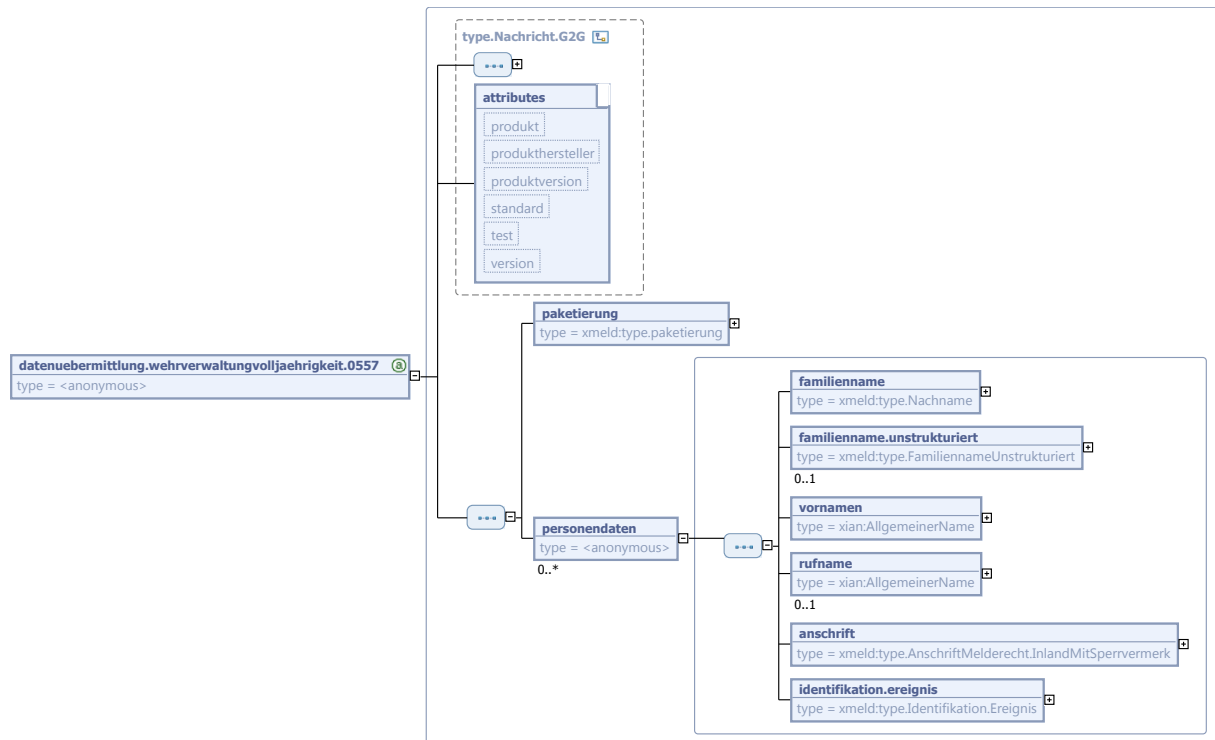 type.Nachricht.G2G
attributes
produkt
produkthersteller
produktversion
standard
test
version
datenuebermittlung.wehrverwaltungvolljaehrigkeit.0557
type = <anonymous>
paketierung
type = xmeld:type.paketierung
personendaten
type = <anonymous>
0..*
familienname
type = xmeld:type.Nachname
familienname.unstrukturiert
type = xmeld:type.FamiliennameUnstrukturiert
0..1
vornamen
type = xian:AllgemeinerName
rufname
type = xian:AllgemeinerName
0..1
anschrift
type = xmeld:type.AnschriftMelderecht.InlandMitSperrvermerk
identifikation.ereignis
type = xmeld:type.Identifikation.Ereignis